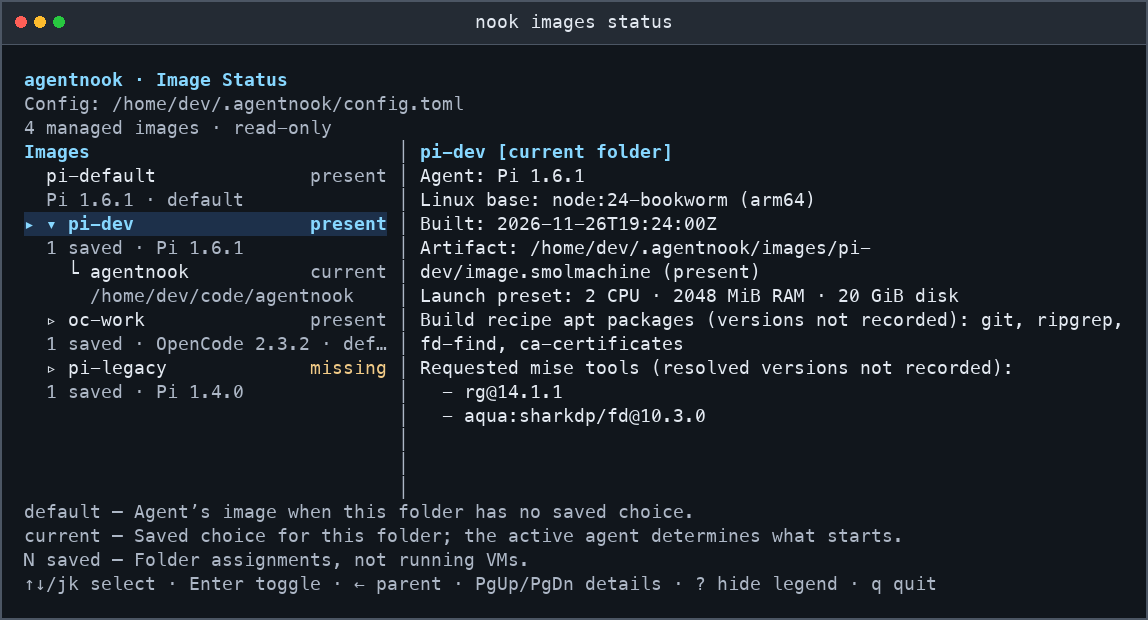 nook images status
agentnook · Image Status
Config: /home/dev/.agentnook/config.toml
4 managed images · read-only
Images
pi-default present
Pi 1.6.1 · default
▸ ▾ pi-dev present
1 saved · Pi 1.6.1
└ agentnook current
/home/dev/code/agentnook
▹ oc-work present
1 saved · OpenCode 2.3.2 · def…
▹ pi-legacy missing
1 saved · Pi 1.4.0
pi-dev [current folder]
Agent: Pi 1.6.1
Linux base: node:24-bookworm (arm64)
Built: 2026-11-26T19:24:00Z
Artifact: /home/dev/.agentnook/images/pi-
dev/image.smolmachine (present)
Launch preset: 2 CPU · 2048 MiB RAM · 20 GiB disk
Build recipe apt packages (versions not recorded): git, ripgrep,
fd-find, ca-certificates
Requested mise tools (resolved versions not recorded):
- rg@14.1.1
- aqua:sharkdp/fd@10.3.0
default — Agent's image when this folder has no saved choice.
current — Saved choice for this folder; the active agent determines what starts.
N saved — Folder assignments, not running VMs.
↑↓/jk select · Enter toggle · ← parent · PgUp/PgDn details · ? hide legend · q quit